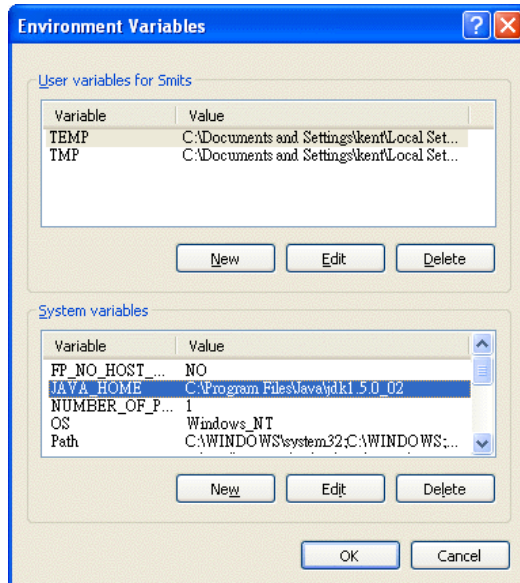 Environment Variables
User variables for Smits
Variable Value
TEMP C:\Documents and Settings\kent\Local Set...
TMP C:\Documents and Settings\kent\Local Set...
New Edit Delete
System variables
Variable Value
FP_NO_HOST_... NO
JAVA_HOME C:\Program Files\Java\jdk1.5.0_02
NUMBER_OF_P... 1
OS Windows_NT
Path C:\WINDOWS\system32;C:\WINDOWS;...
New Edit Delete
OK Cancel